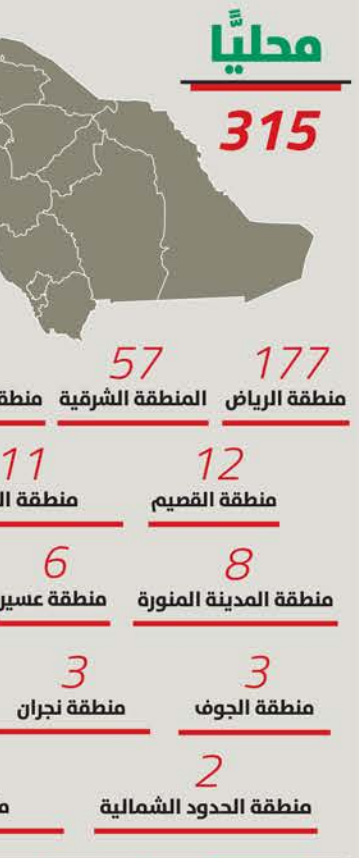 محليًّا
315
177 57
منطقة الرياض المنطقة الشرقية
12 11
منطقة القصيم منطقة
8 6
منطقة المدينة المنورة منطقة عسير
3 3
منطقة الجوف منطقة نجران
2
منطقة الحدود الشمالية